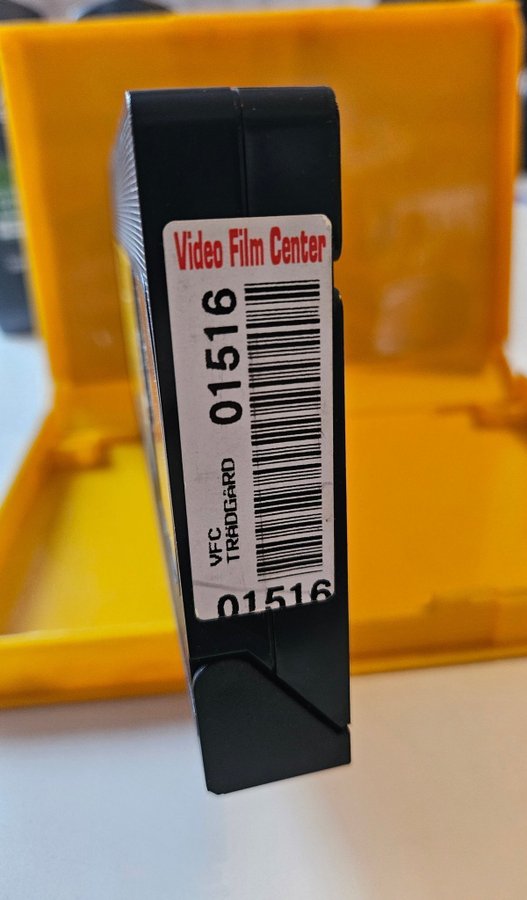 Video Film Center
01516
VFC
TRÄDGÅRD
01516